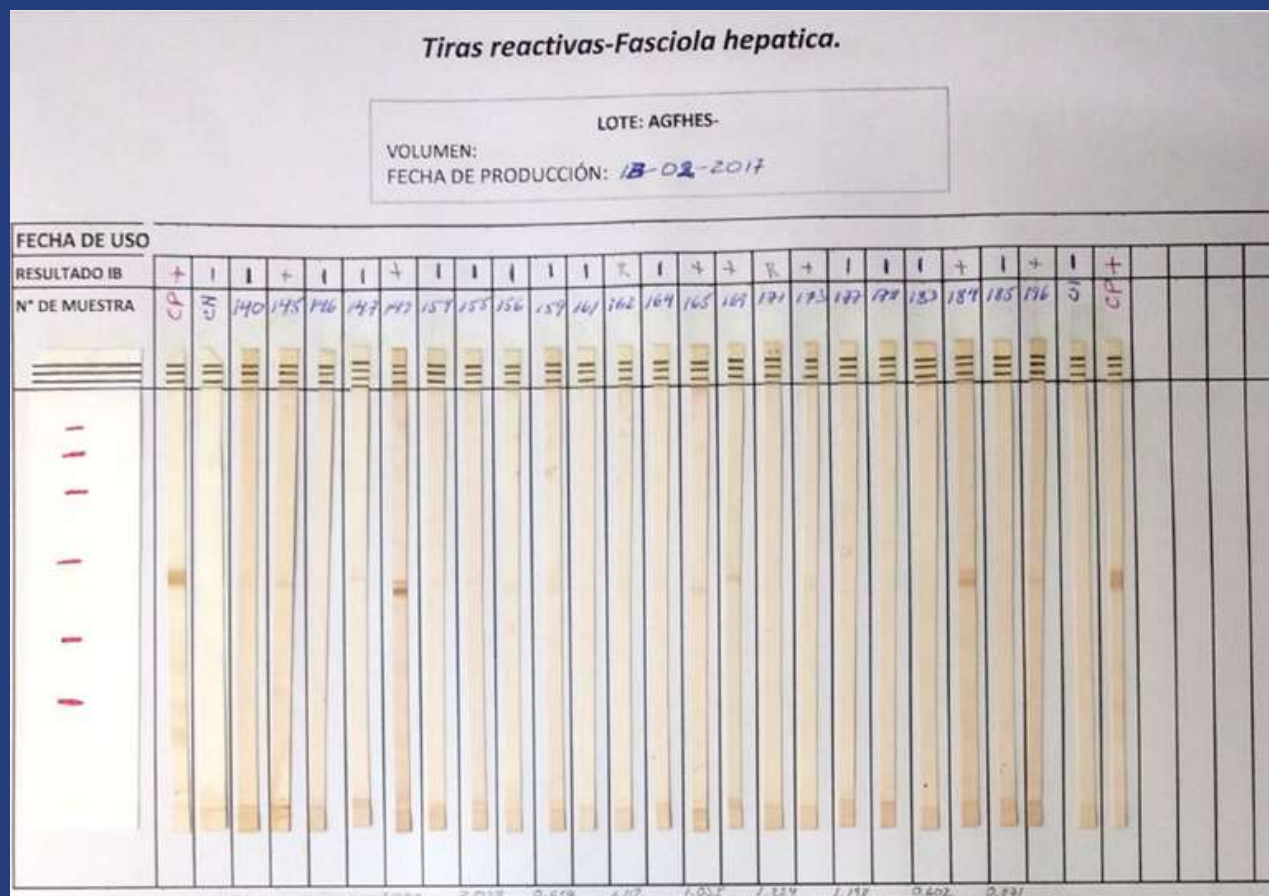 Tiras reactivas-Fasciola hepatica.
LOTE: AGFHES-
VOLUMEN:
FECHA DE PRODUCCIÓN: 13-02-2017
FECHA DE USO
RESULTADO IB + - - + - - + - - - - - R - + + R + - - - + - + - +
N° DE MUESTRA CP CN 140 145 146 147 155 156 159 161 162 164 165 169 171 173 177 178 183 184 185 196 CP